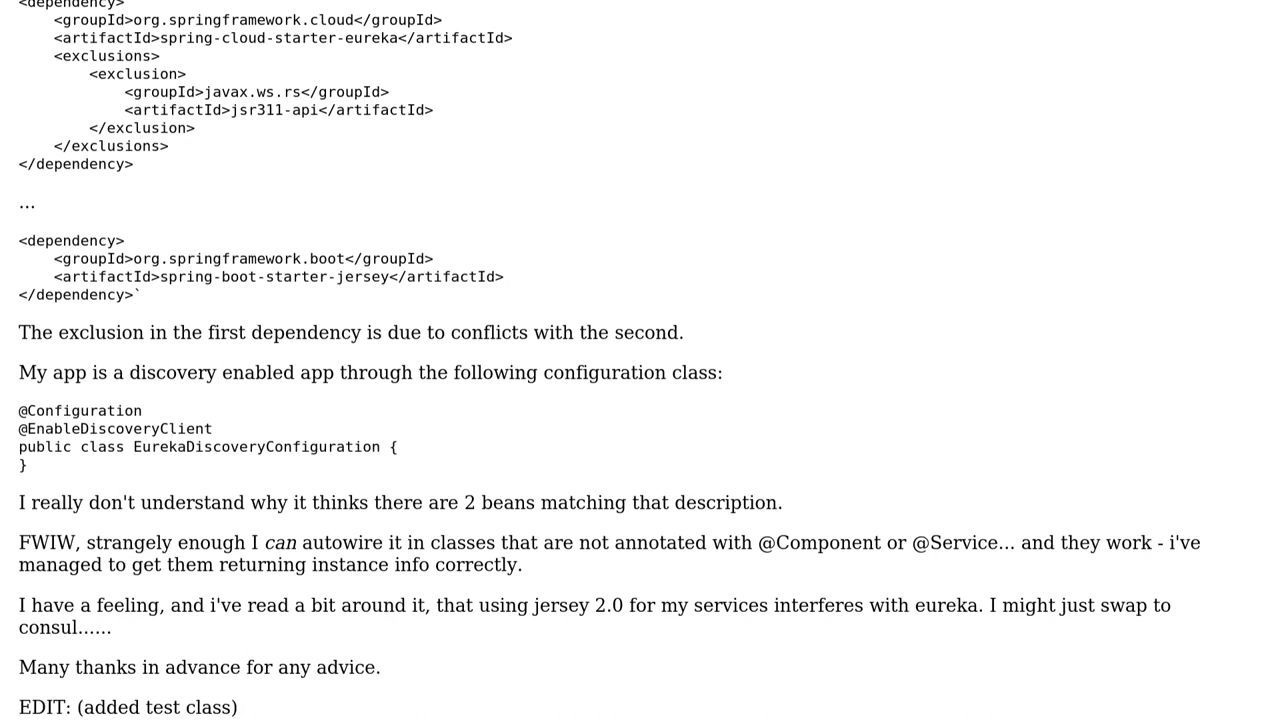 <dependency>
    <groupId>org.springframework.cloud</groupId>
    <artifactId>spring-cloud-starter-eureka</artifactId>
    <exclusions>
        <exclusion>
            <groupId>javax.ws.rs</groupId>
            <artifactId>jsr311-api</artifactId>
        </exclusion>
    </exclusions>
</dependency>
...
<dependency>
    <groupId>org.springframework.boot</groupId>
    <artifactId>spring-boot-starter-jersey</artifactId>
</dependency>`
The exclusion in the first dependency is due to conflicts with the second.
My app is a discovery enabled app through the following configuration class:
@Configuration
@EnableDiscoveryClient
public class EurekaDiscoveryConfiguration {
}
I really don't understand why it thinks there are 2 beans matching that description.
FWIW, strangely enough I can autowire it in classes that are not annotated with @Component or @Service... and they work - i've
managed to get them returning instance info correctly.
I have a feeling, and i've read a bit around it, that using jersey 2.0 for my services interferes with eureka. I might just swap to
consul......
Many thanks in advance for any advice.
EDIT: (added test class)